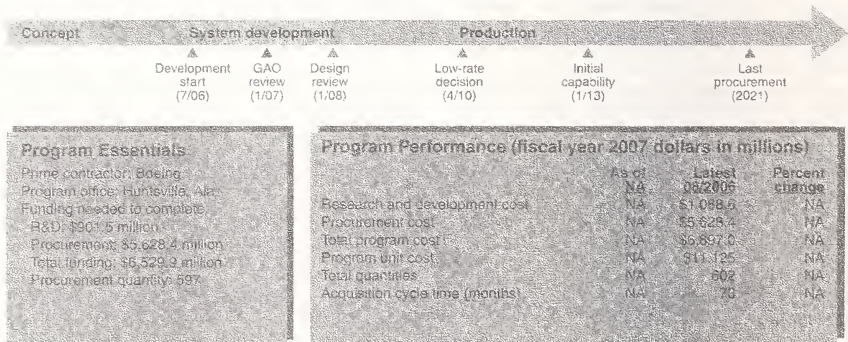 Concept System development Production
Development start (7/06)
GAO review (1/07)
Design review (1/08)
Low-rate decision (4/10)
Initial capability (1/13)
Last procurement (2021)
Program Essentials
Prime contractor: Boeing
Program office: Huntsville, Ala.
Funding needed to complete:
R&D: $901.5 million
Procurement: $5,628.4 million
Total funding: $6,529.9 million
Procurement quantity: 597
Program Performance (fiscal year 2007 dollars in millions)
As of NA Latest 08/2006 Percent change
Research and development cost NA $1,068.6 NA
Procurement cost NA $5,628.4 NA
Total program cost NA $6,697.0 NA
Program unit cost NA $11.125 NA
Total quantities NA 602 NA
Acquisition cycle time (months) NA 78 NA